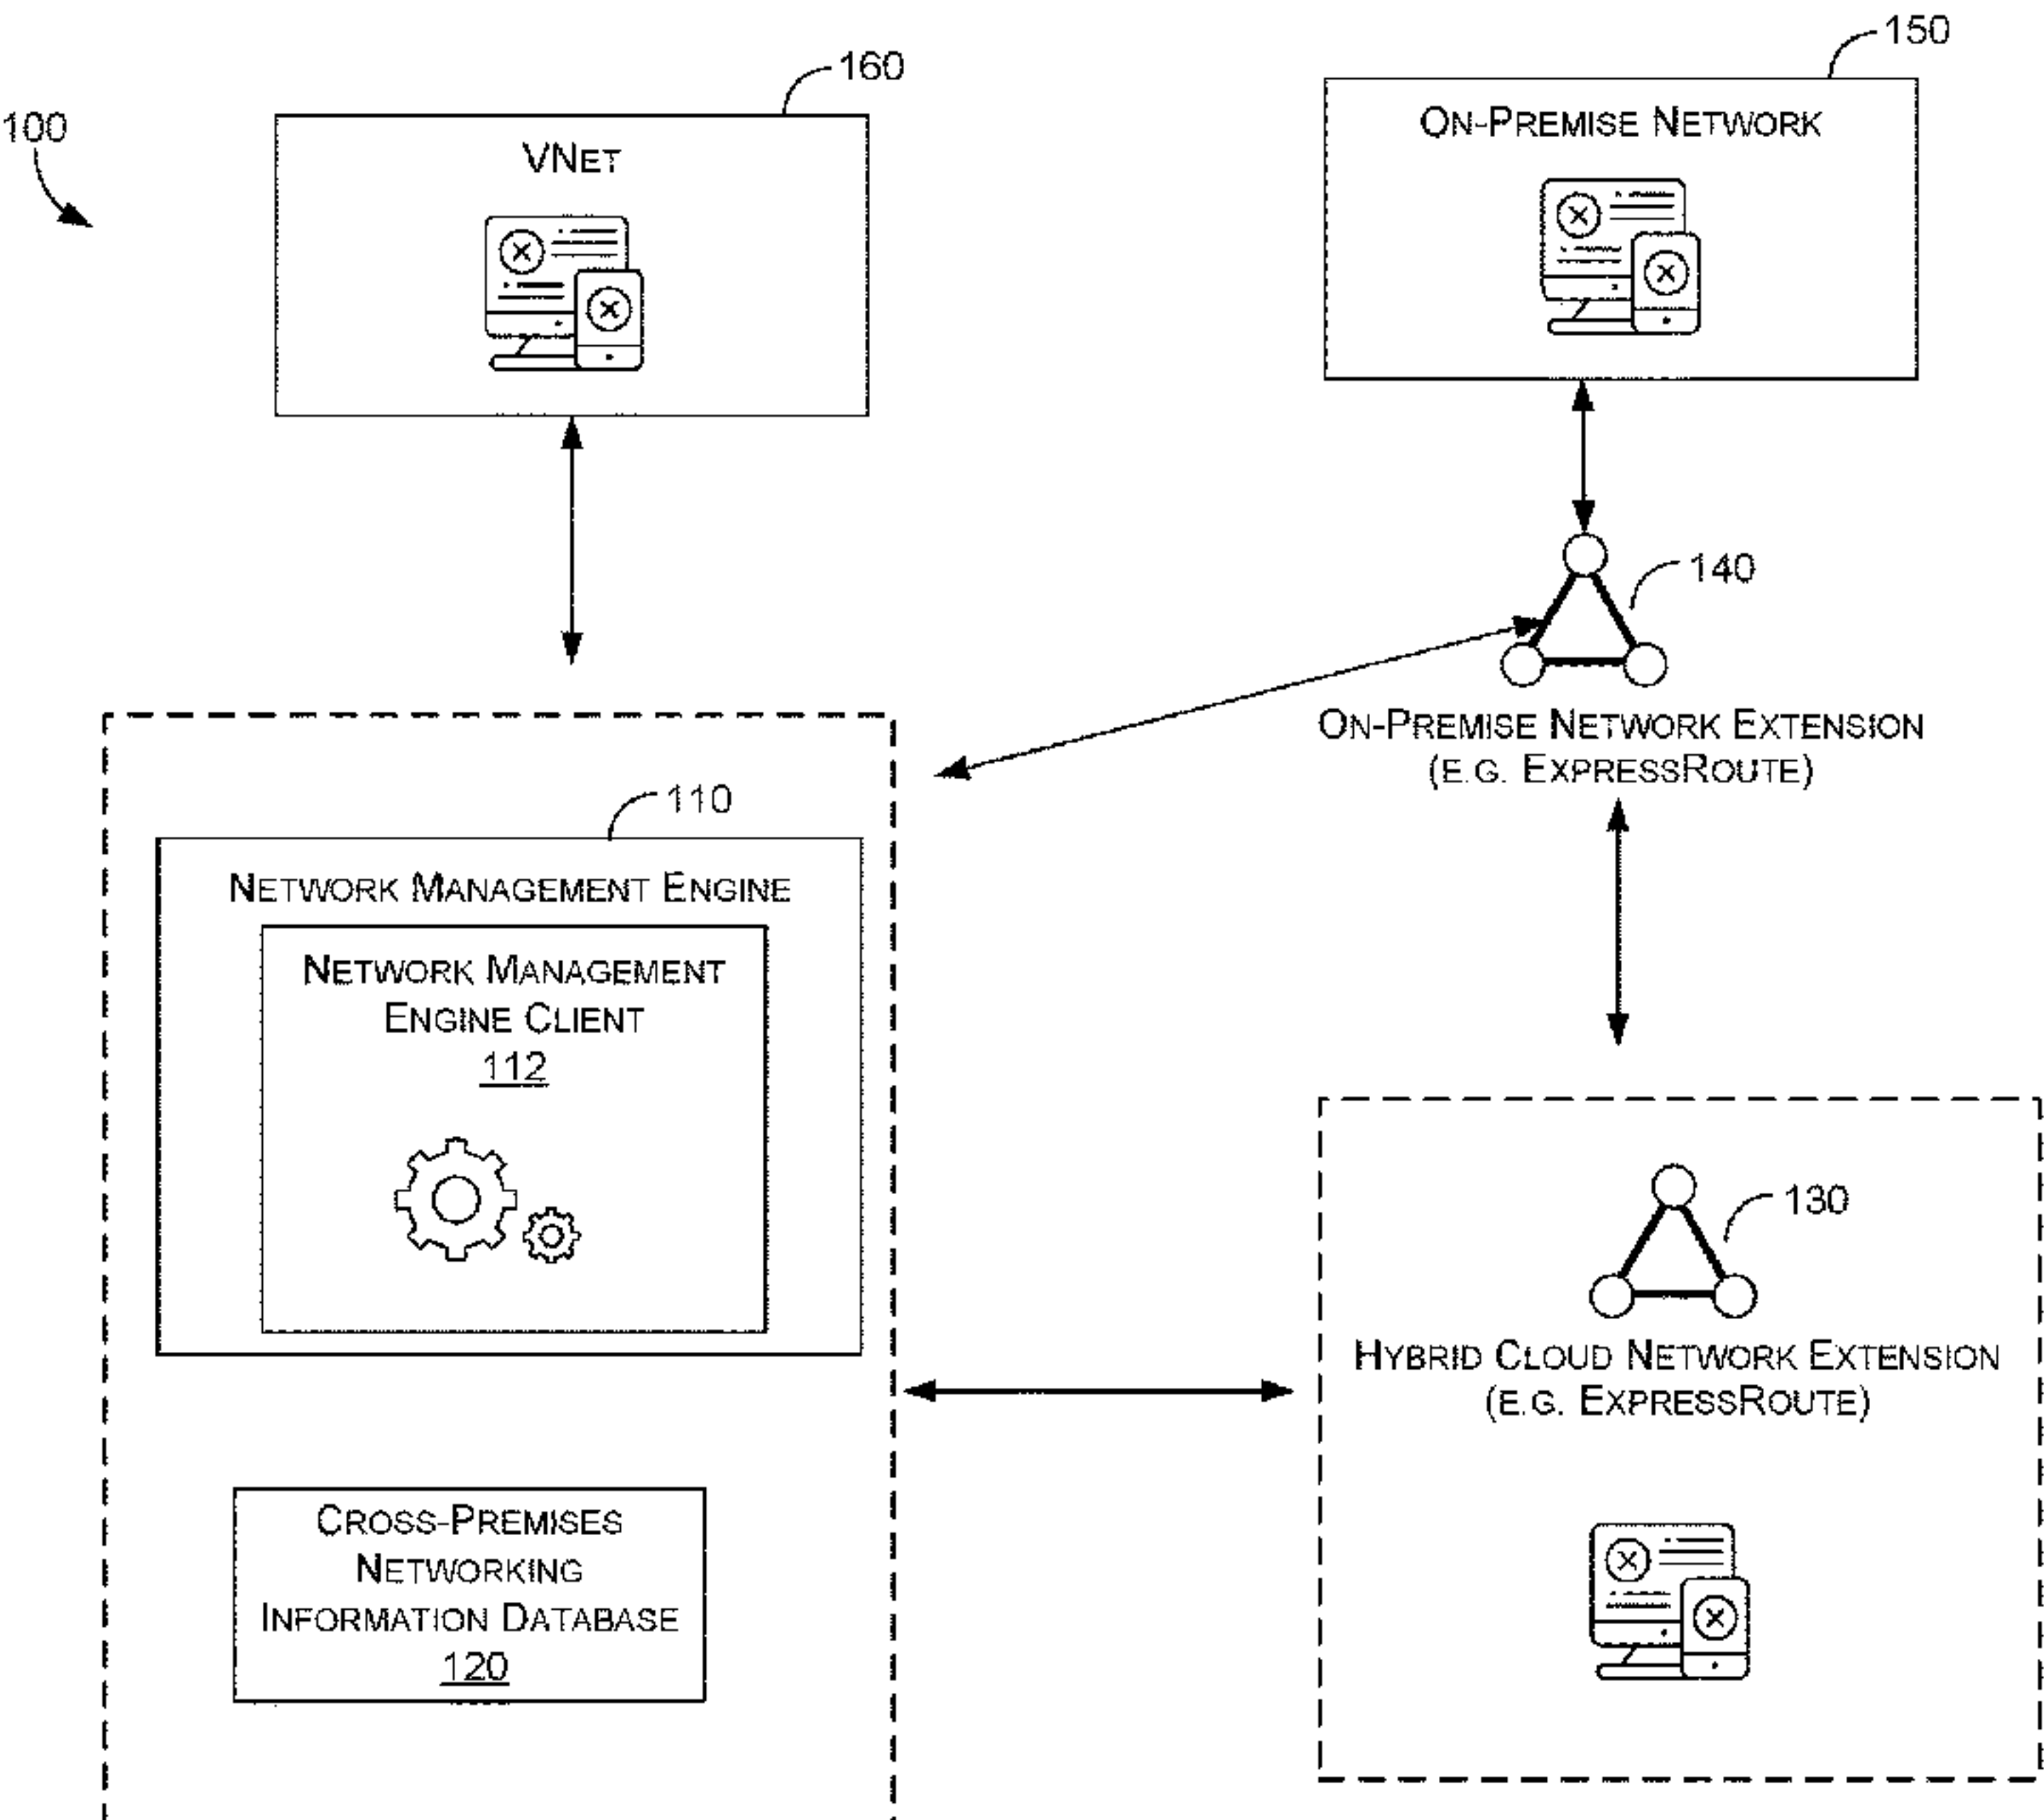 100
160
VNET
150
ON-PREMISE NETWORK
140
ON-PREMISE NETWORK EXTENSION
(E.G. EXPRESSROUTE)
110
NETWORK MANAGEMENT ENGINE
NETWORK MANAGEMENT
ENGINE CLIENT
112
130
HYBRID CLOUD NETWORK EXTENSION
(E.G. EXPRESSROUTE)
CROSS-PREMISES
NETWORKING
INFORMATION DATABASE
120